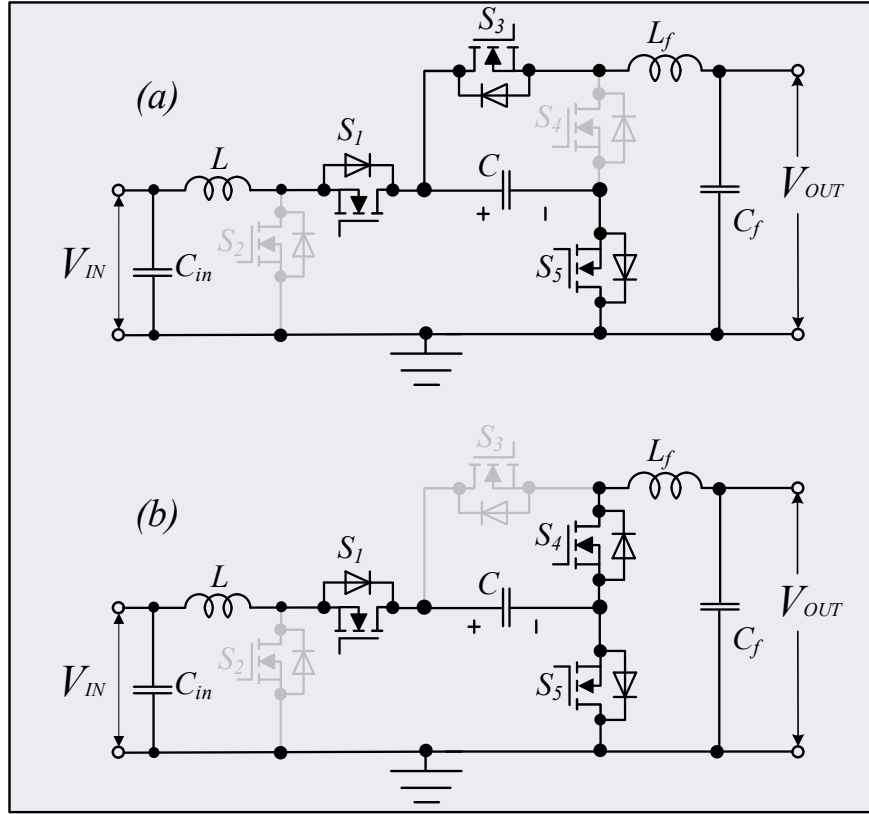 (a)
S3
Lf
S4
S1
L
C
+ −
S2
S5
VIN
Cin
Cf
VOUT
(b)
S3
Lf
S4
S1
L
C
+ −
S2
S5
VIN
Cin
Cf
VOUT